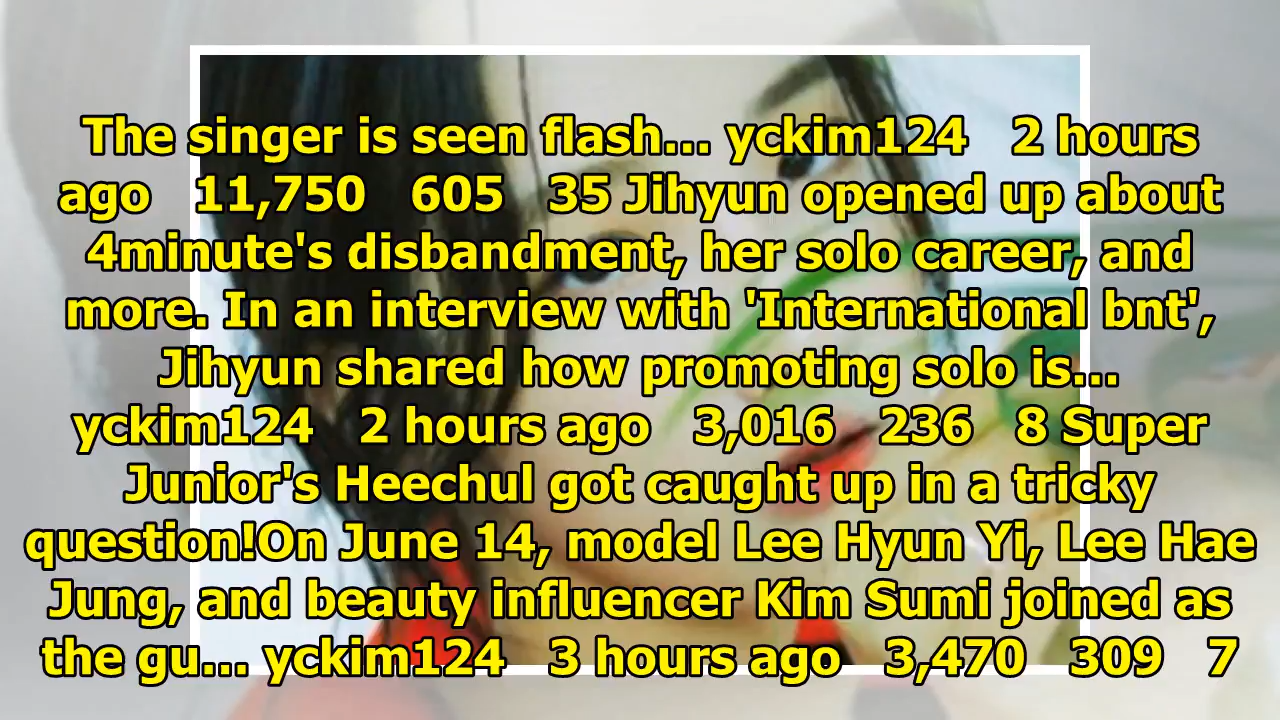 The singer is seen flash... yckim124 2 hours
ago 11,750 605 35 Jihyun opened up about
4minute's disbandment, her solo career, and
more. In an interview with 'International bnt',
Jihyun shared how promoting solo is...
yckim124 2 hours ago 3,016 236 8 Super
Junior's Heechul got caught up in a tricky
question!On June 14, model Lee Hyun Yi, Lee Hae
Jung, and beauty influencer Kim Sumi joined as
the gu... yckim124 3 hours ago 3,470 309 7